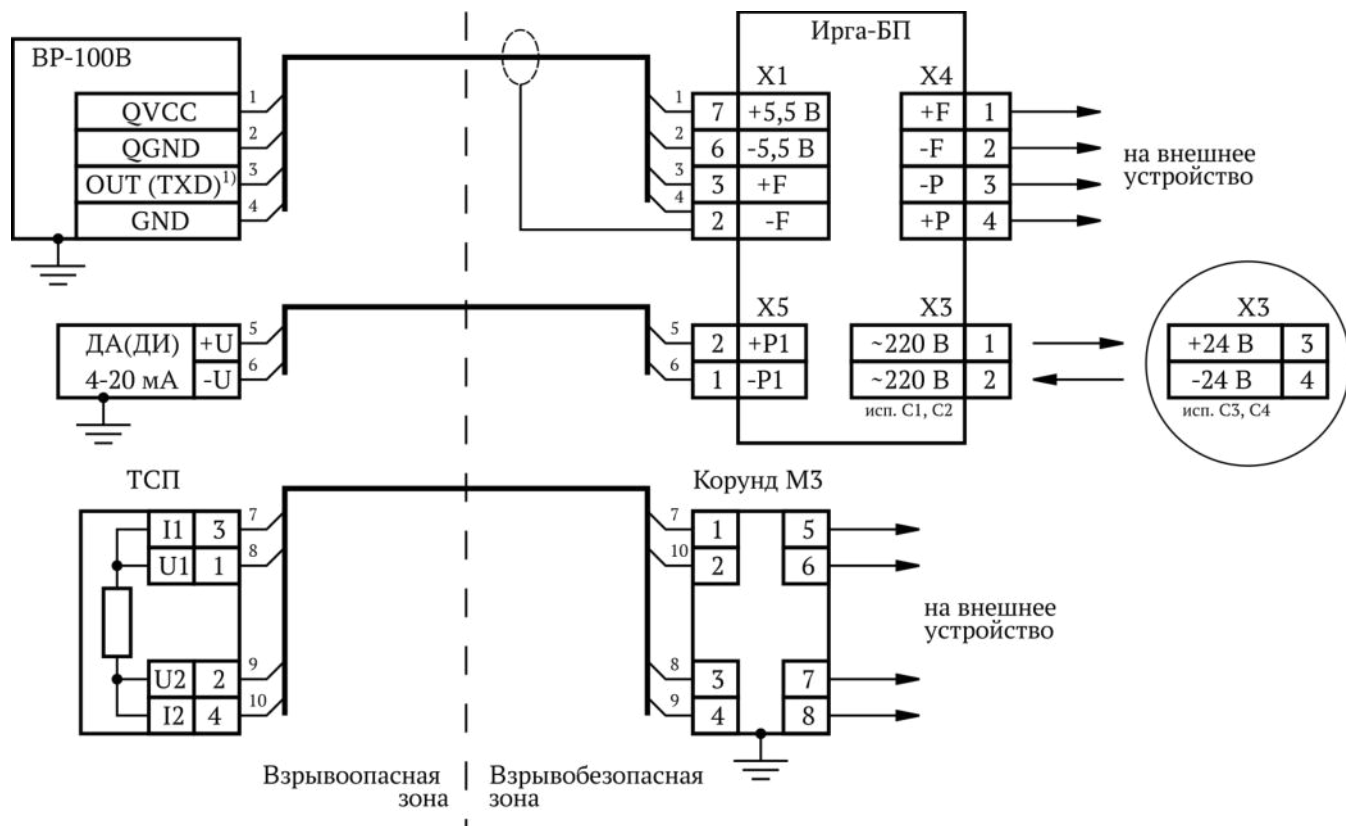 Ирга-БП
ВР-100В
X1
X4
1
QVCC
1
7
+5,5 В
+F
1
2
QGND
2
6
-5,5 В
-F
2
на внешнее
устройство
3
OUT (TXD)¹⁾
3
3
+F
-P
3
4
GND
4
2
-F
+P
4
X5
X3
X3
ДА(ДИ)
+U
5
5
2
+P1
~220 В
1
+24 В
3
4-20 мА
-U
6
6
1
-P1
~220 В
2
-24 В
4
исп. С1, С2
исп. С3, С4
ТСП
Корунд М3
I1
3
7
7
1
5
U1
1
8
10
2
6
на внешнее
устройство
U2
2
9
8
3
7
I2
4
10
9
4
8
Взрывоопасная
зона
Взрывобезопасная
зона